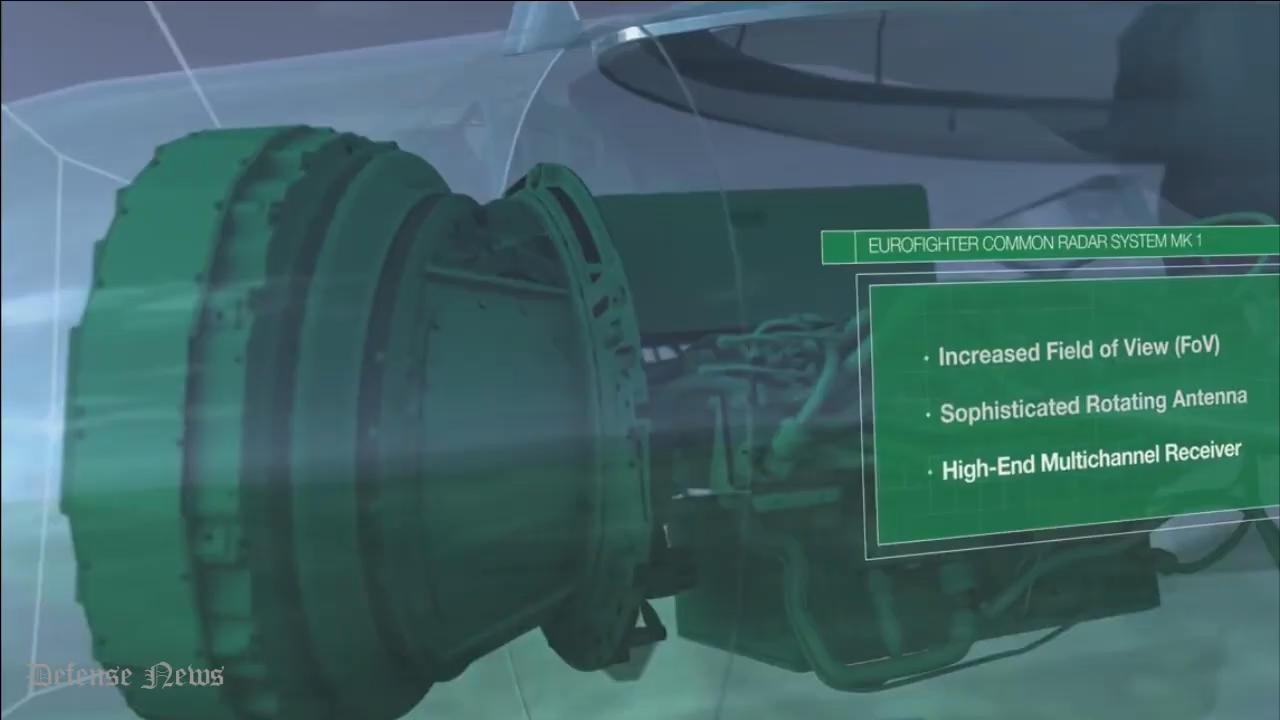 EUROFIGHTER COMMON RADAR SYSTEM MK 1
· Increased Field of View (FoV)
· Sophisticated Rotating Antenna
· High-End Multichannel Receiver
Defense News